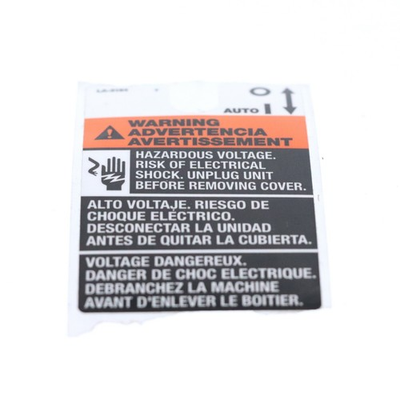 AUTO
WARNING
ADVERTENCIA
AVERTISSEMENT
HAZARDOUS VOLTAGE.
RISK OF ELECTRICAL
SHOCK. UNPLUG UNIT
BEFORE REMOVING COVER.
ALTO VOLTAJE. RIESGO DE
CHOQUE ELÉCTRICO.
DESCONECTAR LA UNIDAD
ANTES DE QUITAR LA CUBIERTA.
VOLTAGE DANGEREUX.
DANGER DE CHOC ELECTRIQUE.
DEBRANCHEZ LA MACHINE
AVANT D'ENLEVER LE BOITIER.